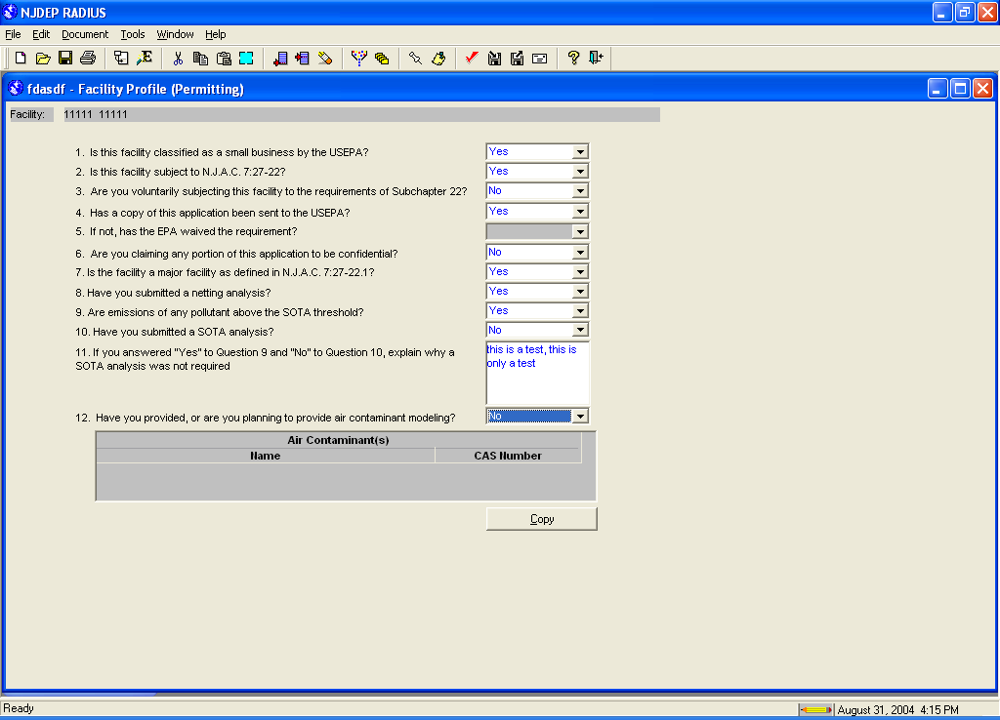 NJDEP RADIUS
File Edit Document Tools Window Help
fdasdf - Facility Profile (Permitting)
Facility: 11111 11111
1. Is this facility classified as a small business by the USEPA? Yes
2. Is this facility subject to N.J.A.C. 7:27-22? Yes
3. Are you voluntarily subjecting this facility to the requirements of Subchapter 22? No
4. Has a copy of this application been sent to the USEPA? Yes
5. If not, has the EPA waived the requirement?
6. Are you claiming any portion of this application to be confidential? No
7. Is the facility a major facility as defined in N.J.A.C. 7:27-22.1? Yes
8. Have you submitted a netting analysis? Yes
9. Are emissions of any pollutant above the SOTA threshold? Yes
10. Have you submitted a SOTA analysis? No
11. If you answered "Yes" to Question 9 and "No" to Question 10, explain why a
SOTA analysis was not required
this is a test, this is
only a test
12. Have you provided, or are you planning to provide air contaminant modeling? No
Air Contaminant(s)
Name CAS Number
Copy
Ready August 31, 2004 4:15 PM